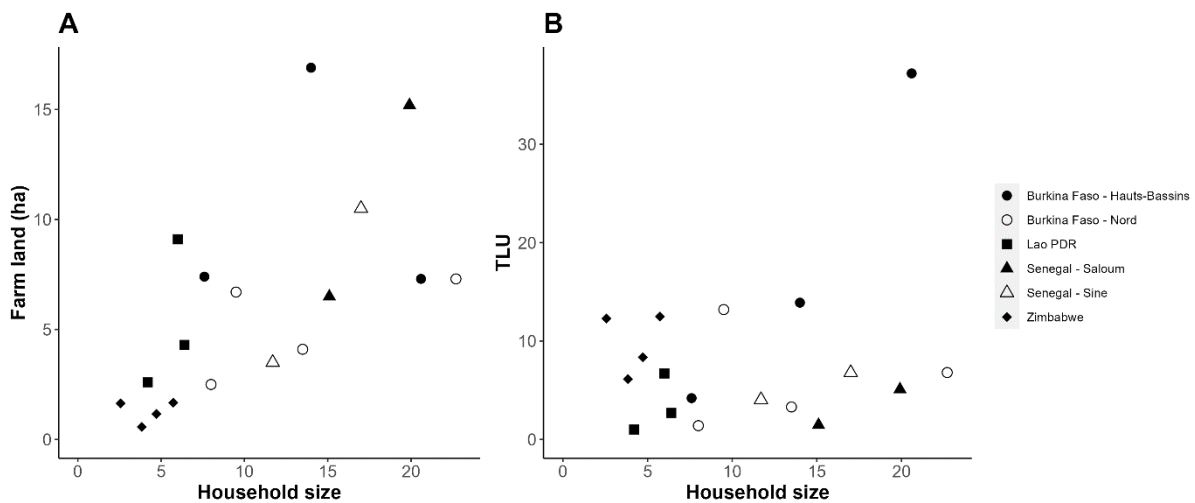 A
Farm land (ha)
15
10
5
0
0 5 10 15 20
Household size
B
TLU
30
20
10
0
0 5 10 15 20
Household size
Burkina Faso - Hauts-Bassins
Burkina Faso - Nord
Lao PDR
Senegal - Saloum
Senegal - Sine
Zimbabwe